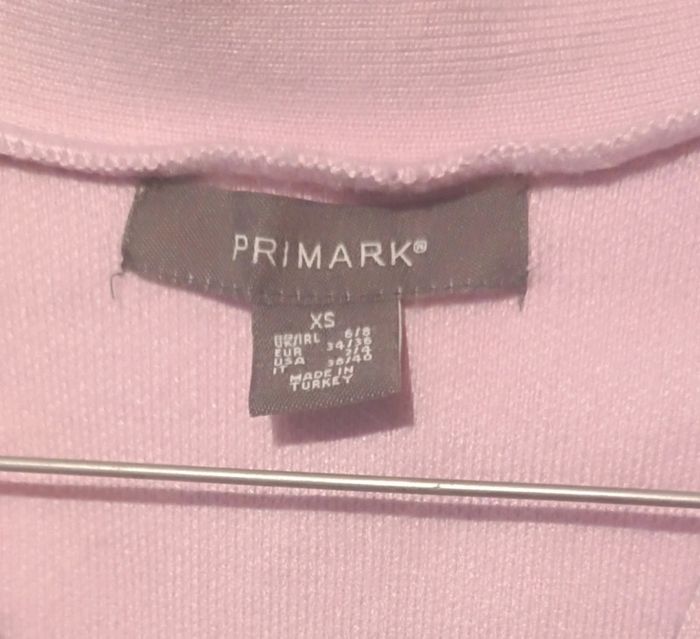 PRIMARK®
XS
UK/IRL 6/8
EUR 34/36
USA 2/4
IT 38/40
MADE IN
TURKEY